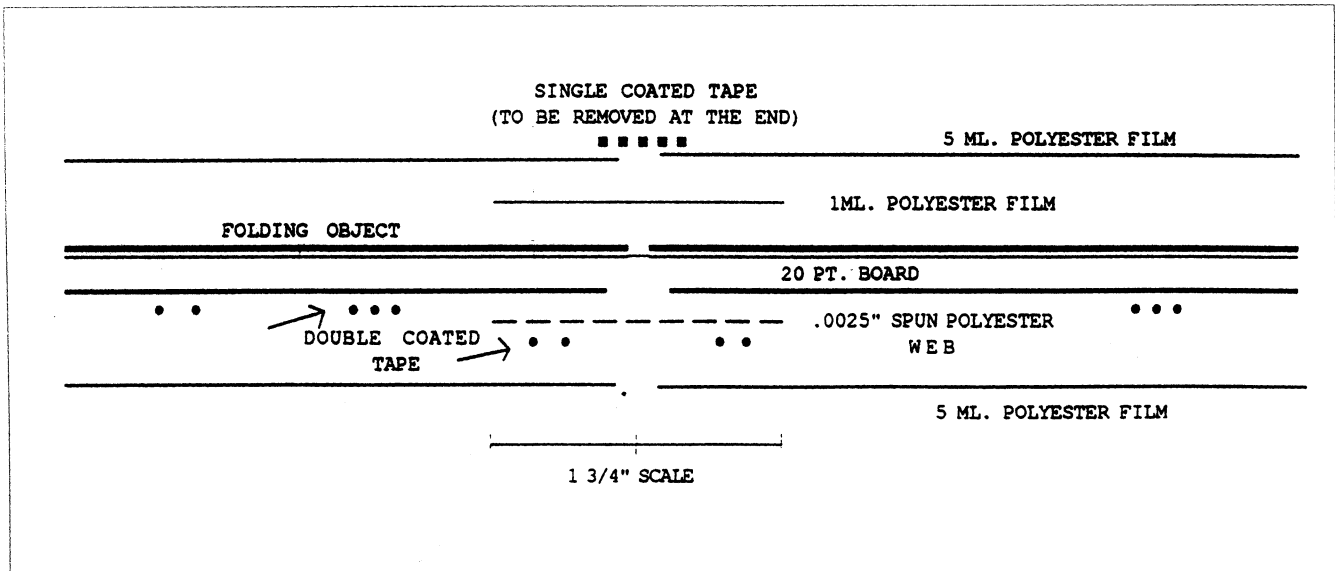 SINGLE COATED TAPE
(TO BE REMOVED AT THE END)
5 ML. POLYESTER FILM
1ML. POLYESTER FILM
FOLDING OBJECT
20 PT. BOARD
.0025" SPUN POLYESTER
WEB
DOUBLE COATED
TAPE
5 ML. POLYESTER FILM
1 3/4" SCALE